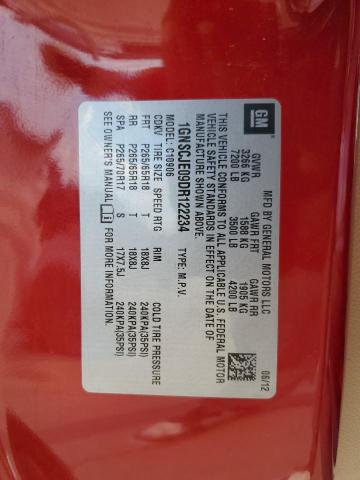 GM
MFD BY GENERAL MOTORS LLC
06/12
GVWR GAWR FRT GAWR RR
3266 KG 1588 KG 1905 KG
7200 LB 3500 LB 4200 LB
THIS VEHICLE CONFORMS TO ALL APPLICABLE U.S. FEDERAL MOTOR
VEHICLE SAFETY STANDARDS IN EFFECT ON THE DATE OF
MANUFACTURE SHOWN ABOVE.
1GNSCJE09DR122234 TYPE: M.P.V.
MODEL: C10906
CDKV TIRE SIZE SPEED RTG RIM COLD TIRE PRESSURE
FRT P265/65R18 T 18X8J 240KPA(35PSI)
RR P265/65R18 T 18X8J 240KPA(35PSI)
SPA P265/70R17 S 17X7.5J 240KPA(35PSI)
SEE OWNER'S MANUAL FOR MORE INFORMATION.